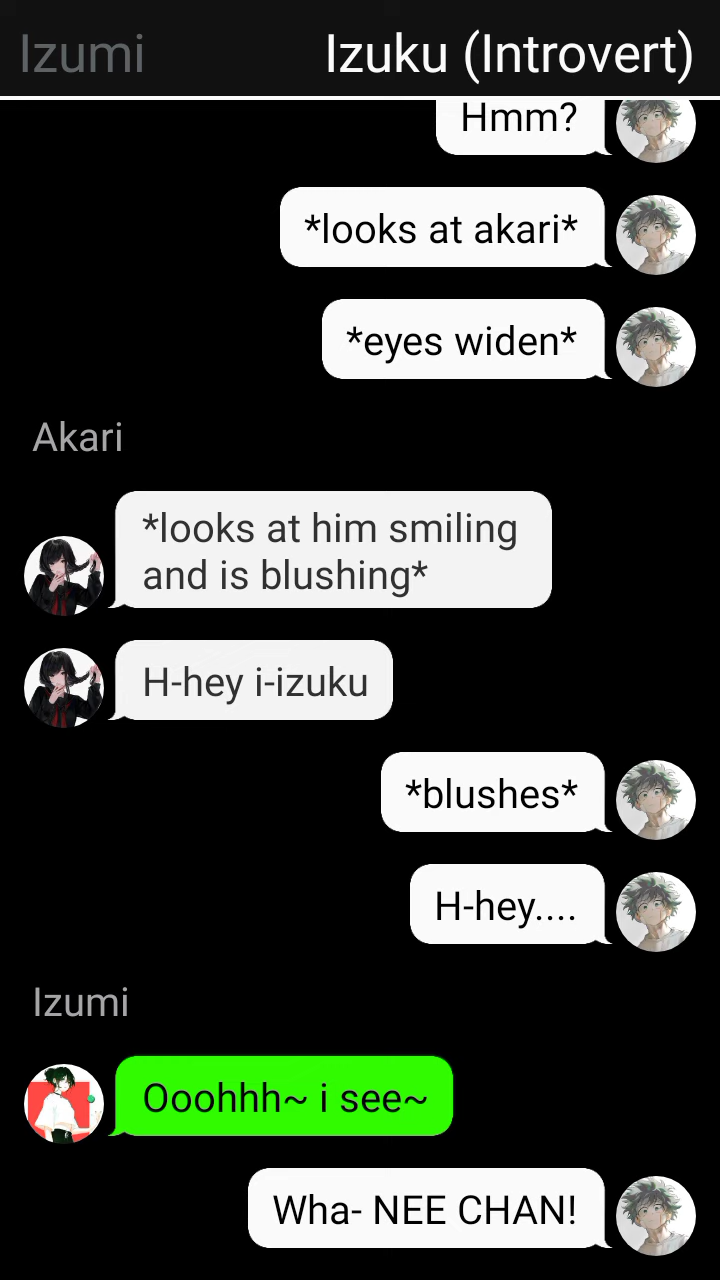 Izumi
Izuku (Introvert)
Hmm?
*looks at akari*
*eyes widen*
Akari
*looks at him smiling
and is blushing*
H-hey i-izuku
*blushes*
H-hey....
Izumi
Ooohhh~ i see~
Wha- NEE CHAN!